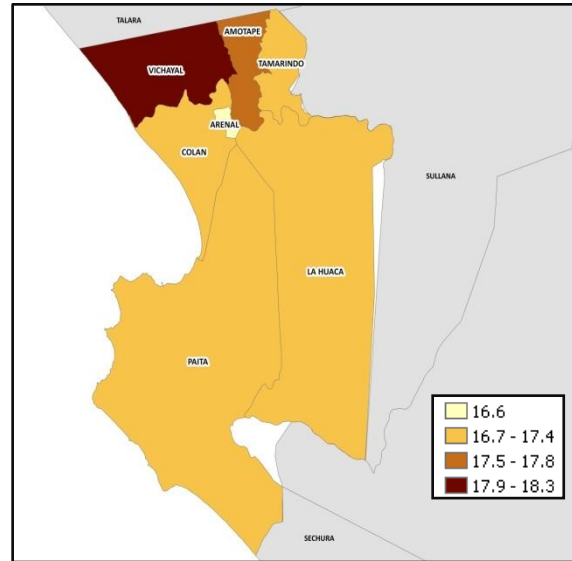 TALARA
AMOTAPE
VICHAYAL
TAMARINDO
ARENAL
COLAN
SULLANA
LA HUACA
PAITA
SECHURA
16.6
16.7 - 17.4
17.5 - 17.8
17.9 - 18.3